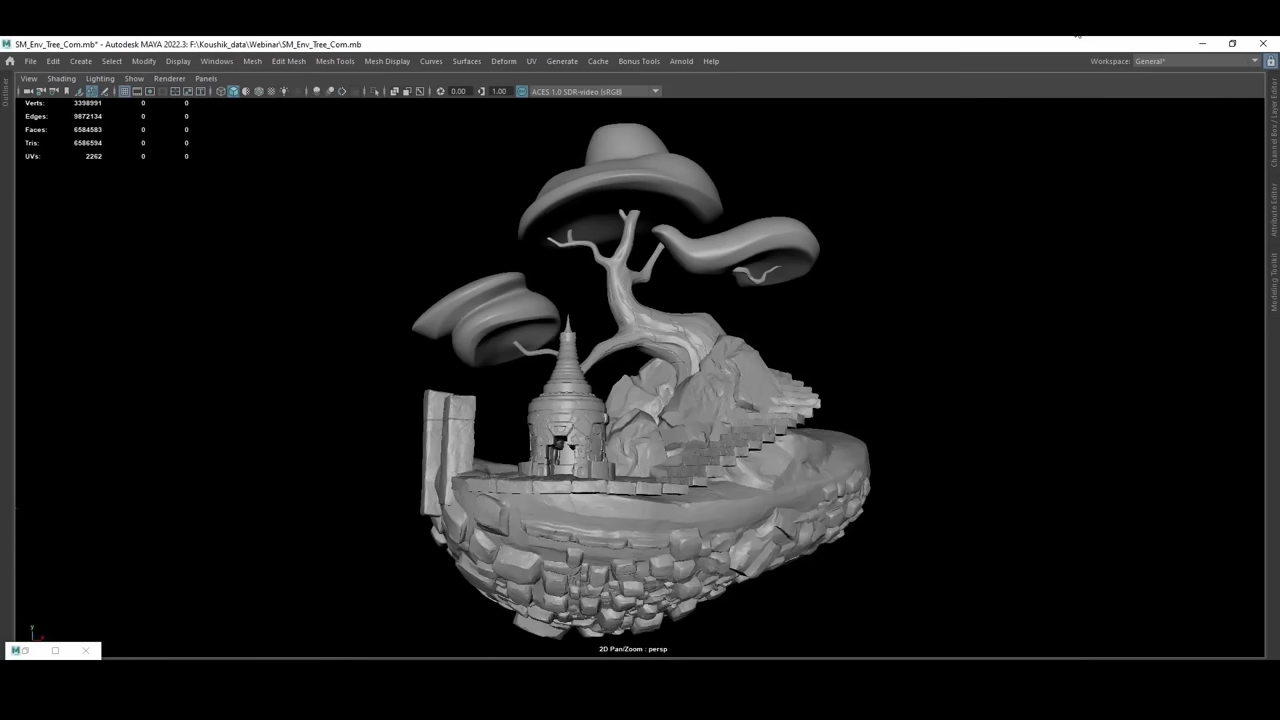 SM_Env_Tree_Com.mb* - Autodesk MAYA 2022.3: F:\Koushik_data\Webinar\SM_Env_Tree_Com.mb
File Edit Create Select Modify Display Windows Mesh Edit Mesh Mesh Tools Mesh Display Curves Surfaces Deform UV Generate Cache Bonus Tools Arnold Help Workspace: General*
View Shading Lighting Show Renderer Panels
0.00 1.00 ACES 1.0 SDR-video (sRGB)
Verts: 3398991 0 0
Edges: 9872134 0 0
Faces: 6584583 0 0
Tris: 6586594 0 0
UVs: 2262 0 0
Outliner
Channel Box / Layer Editor
Attribute Editor
Modeling Toolkit
y
2D Pan/Zoom : persp